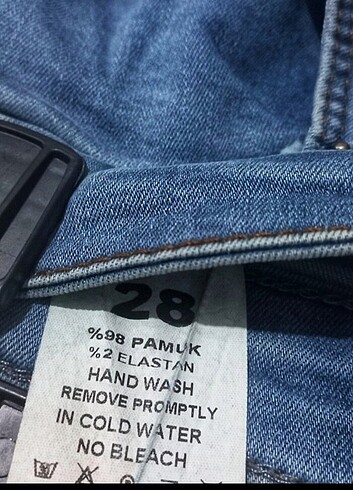 28
%98 PAMUK
%2 ELASTAN
HAND WASH
REMOVE PROMPTLY
IN COLD WATER
NO BLEACH